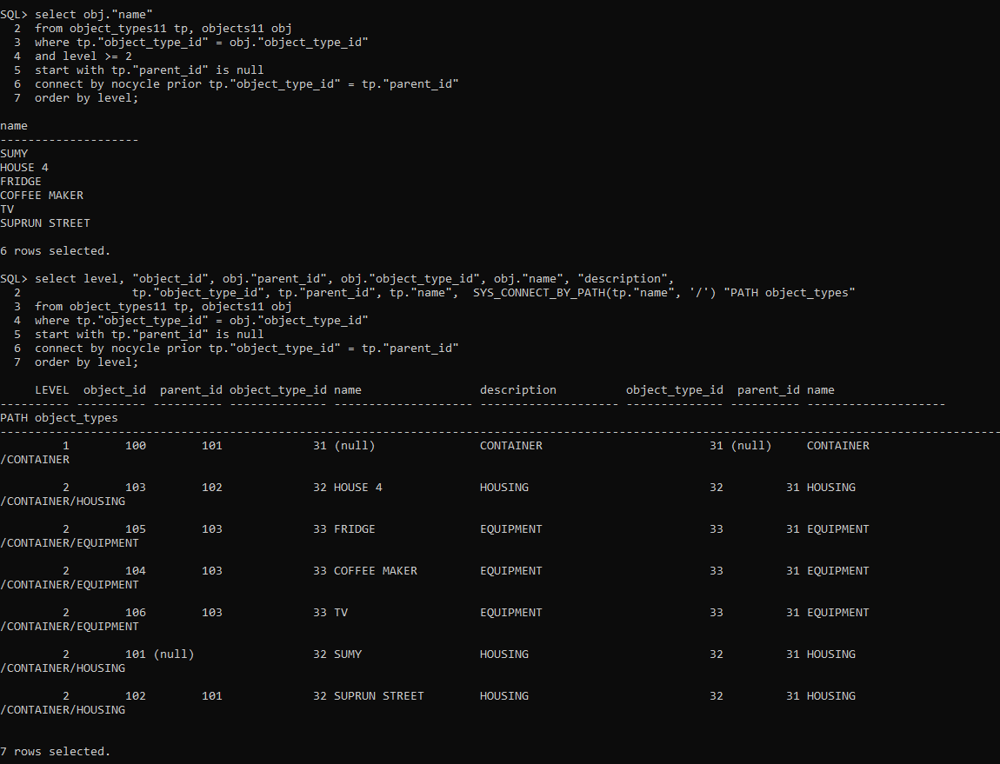 SQL> select obj."name"
  2  from object_types11 tp, objects11 obj
  3  where tp."object_type_id" = obj."object_type_id"
  4  and level >= 2
  5  start with tp."parent_id" is null
  6  connect by nocycle prior tp."object_type_id" = tp."parent_id"
  7  order by level;

name
--------------------
SUMY
HOUSE 4
FRIDGE
COFFEE MAKER
TV
SUPRUN STREET

6 rows selected.

SQL> select level, "object_id", obj."parent_id", obj."object_type_id", obj."name", "description",
  2                tp."object_type_id", tp."parent_id", tp."name",  SYS_CONNECT_BY_PATH(tp."name", '/') "PATH object_types"
  3  from object_types11 tp, objects11 obj
  4  where tp."object_type_id" = obj."object_type_id"
  5  start with tp."parent_id" is null
  6  connect by nocycle prior tp."object_type_id" = tp."parent_id"
  7  order by level;

     LEVEL  object_id  parent_id object_type_id name                 description          object_type_id  parent_id name
---------- ---------- ---------- -------------- -------------------- -------------------- -------------- ---------- --------------------
PATH object_types
------------------------------------------------------------------------------------------------------------------------------------------------
         1        100        101             31 (null)               CONTAINER                        31 (null)     CONTAINER
/CONTAINER

         2        103        102             32 HOUSE 4              HOUSING                          32         31 HOUSING
/CONTAINER/HOUSING

         2        105        103             33 FRIDGE               EQUIPMENT                        33         31 EQUIPMENT
/CONTAINER/EQUIPMENT

         2        104        103             33 COFFEE MAKER         EQUIPMENT                        33         31 EQUIPMENT
/CONTAINER/EQUIPMENT

         2        106        103             33 TV                   EQUIPMENT                        33         31 EQUIPMENT
/CONTAINER/EQUIPMENT

         2        101 (null)                 32 SUMY                 HOUSING                          32         31 HOUSING
/CONTAINER/HOUSING

         2        102        101             32 SUPRUN STREET        HOUSING                          32         31 HOUSING
/CONTAINER/HOUSING


7 rows selected.